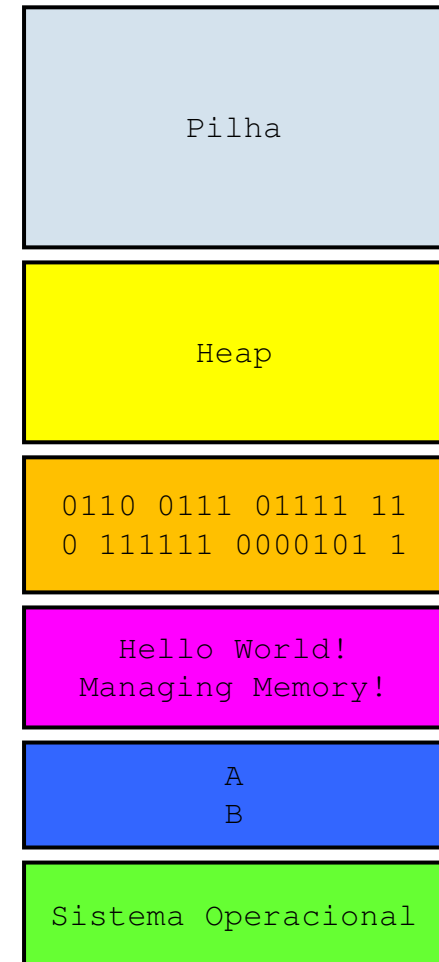 Pilha
Heap
0110 0111 01111 11
0 111111 0000101 1
Hello World!
Managing Memory!
A
B
Sistema Operacional